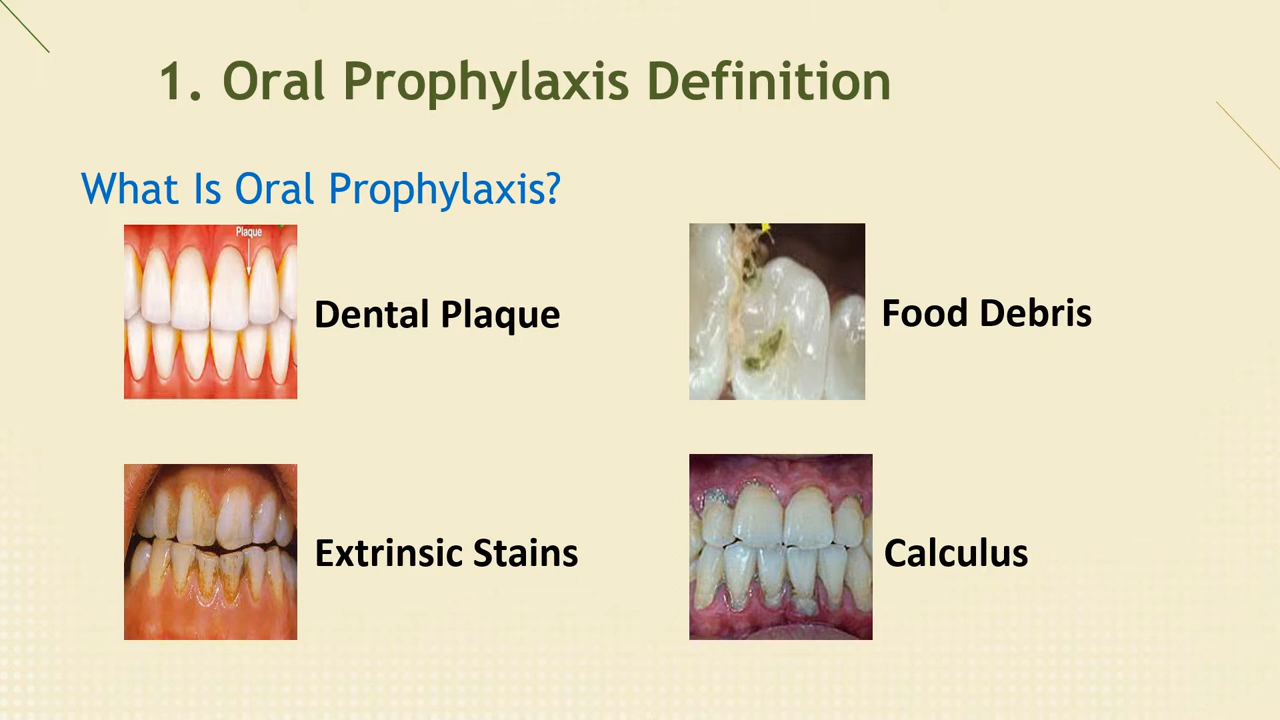 1. Oral Prophylaxis Definition
What Is Oral Prophylaxis?
Plaque
Dental Plaque
Food Debris
Extrinsic Stains
Calculus